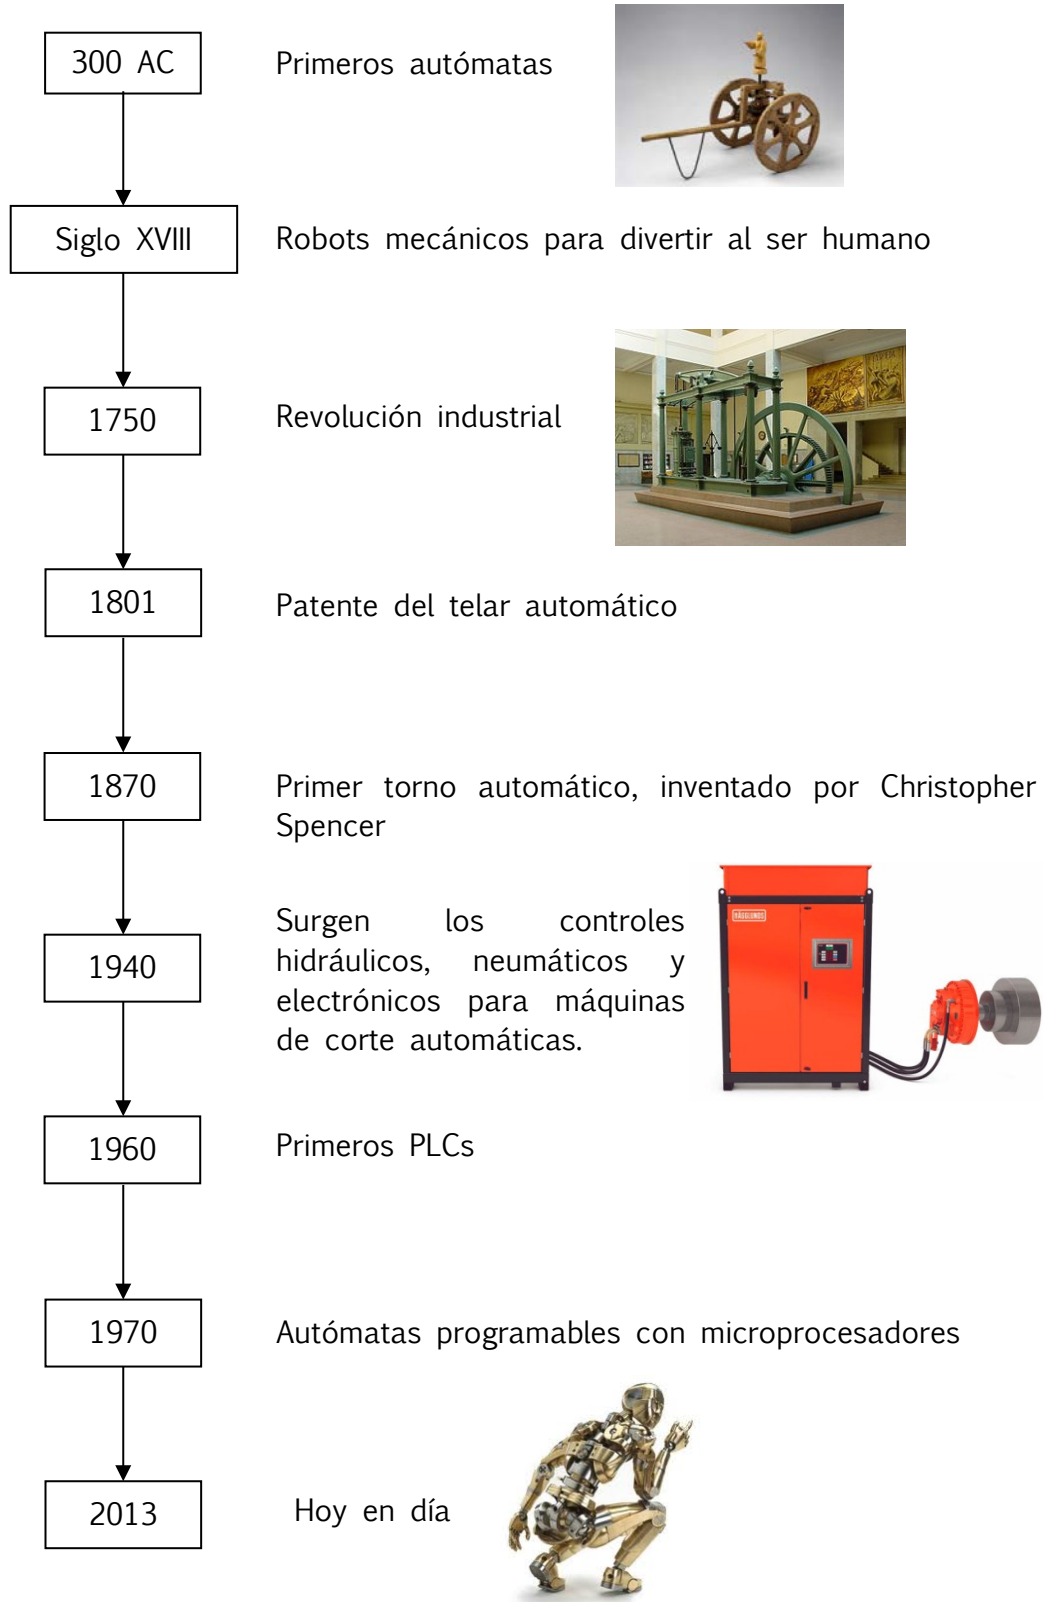 300 AC
Primeros autómatas
Siglo XVIII
Robots mecánicos para divertir al ser humano
1750
Revolución industrial
1801
Patente del telar automático
1870
Primer torno automático, inventado por Christopher
Spencer
1940
Surgen los controles
hidráulicos, neumáticos y
electrónicos para máquinas
de corte automáticas.
HÄGGLUNDS
1960
Primeros PLCs
1970
Autómatas programables con microprocesadores
2013
Hoy en día